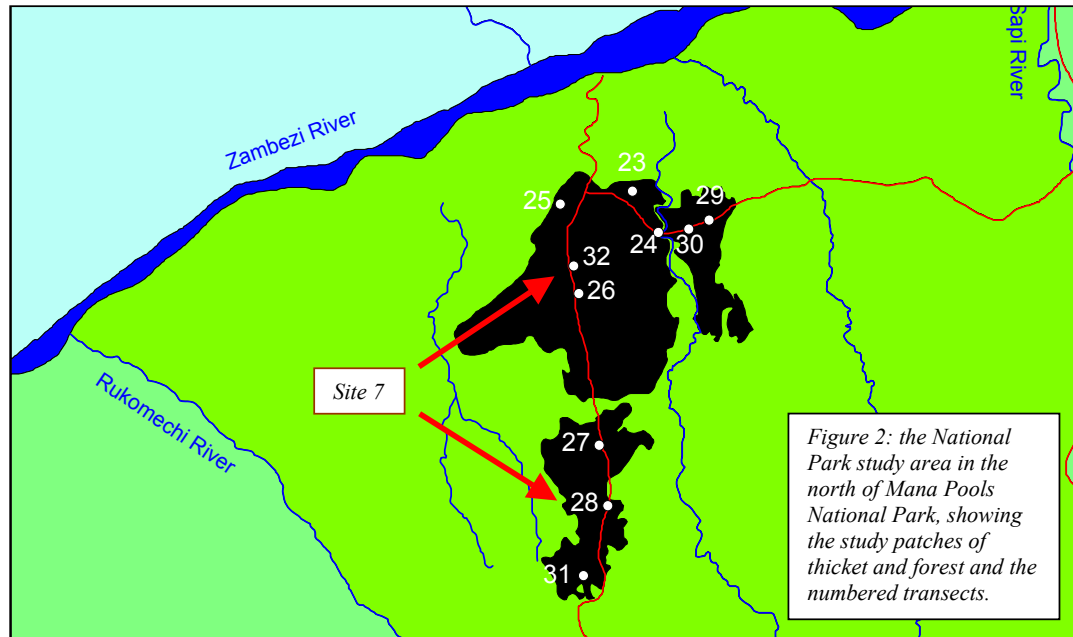 Sapi River
Zambezi River
23
25
29
24
30
32
26
Site 7
Rukomechi River
27
28
31
Figure 2: the National
Park study area in the
north of Mana Pools
National Park, showing
the study patches of
thicket and forest and the
numbered transects.